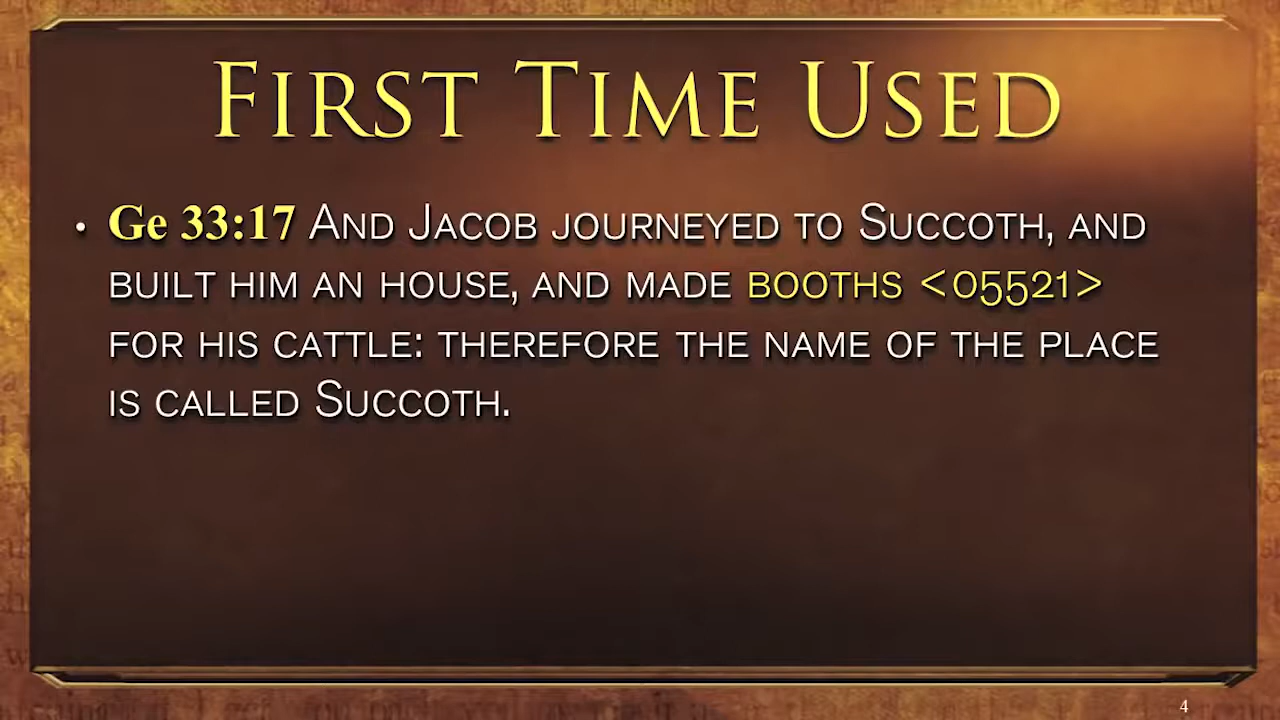 First Time Used
• Ge 33:17 And Jacob journeyed to Succoth, and
built him an house, and made booths <05521>
for his cattle: therefore the name of the place
is called Succoth.
4